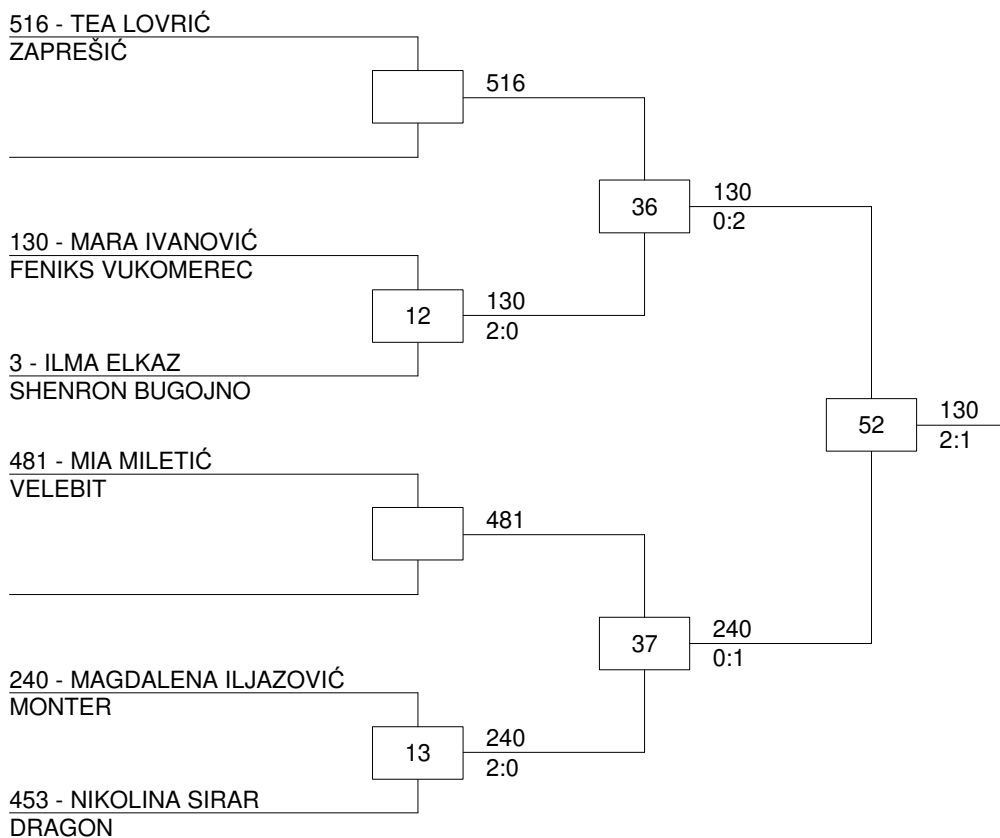 516 - TEA LOVRIĆ
ZAPREŠIĆ
516
36
130
0:2
130 - MARA IVANOVIĆ
FENIKS VUKOMEREC
12
130
2:0
3 - ILMA ELKAZ
SHENRON BUGOJNO
52
130
2:1
481 - MIA MILETIĆ
VELEBIT
481
37
240
0:1
240 - MAGDALENA ILJAZOVIĆ
MONTER
13
240
2:0
453 - NIKOLINA SIRAR
DRAGON